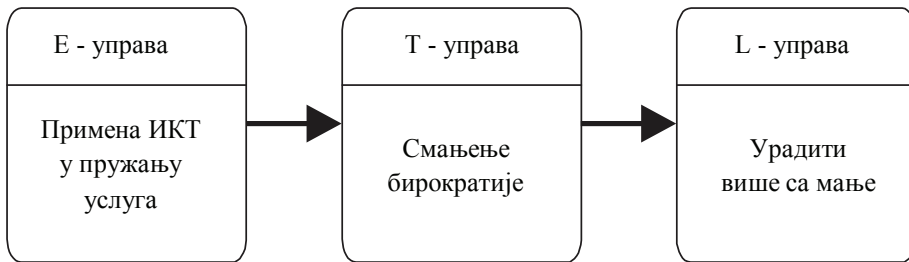 Е - управа
Примена ИКТ
у пружању
услуга
Т - управа
Смањење
бирократије
L - управа
Урадити
више са мање